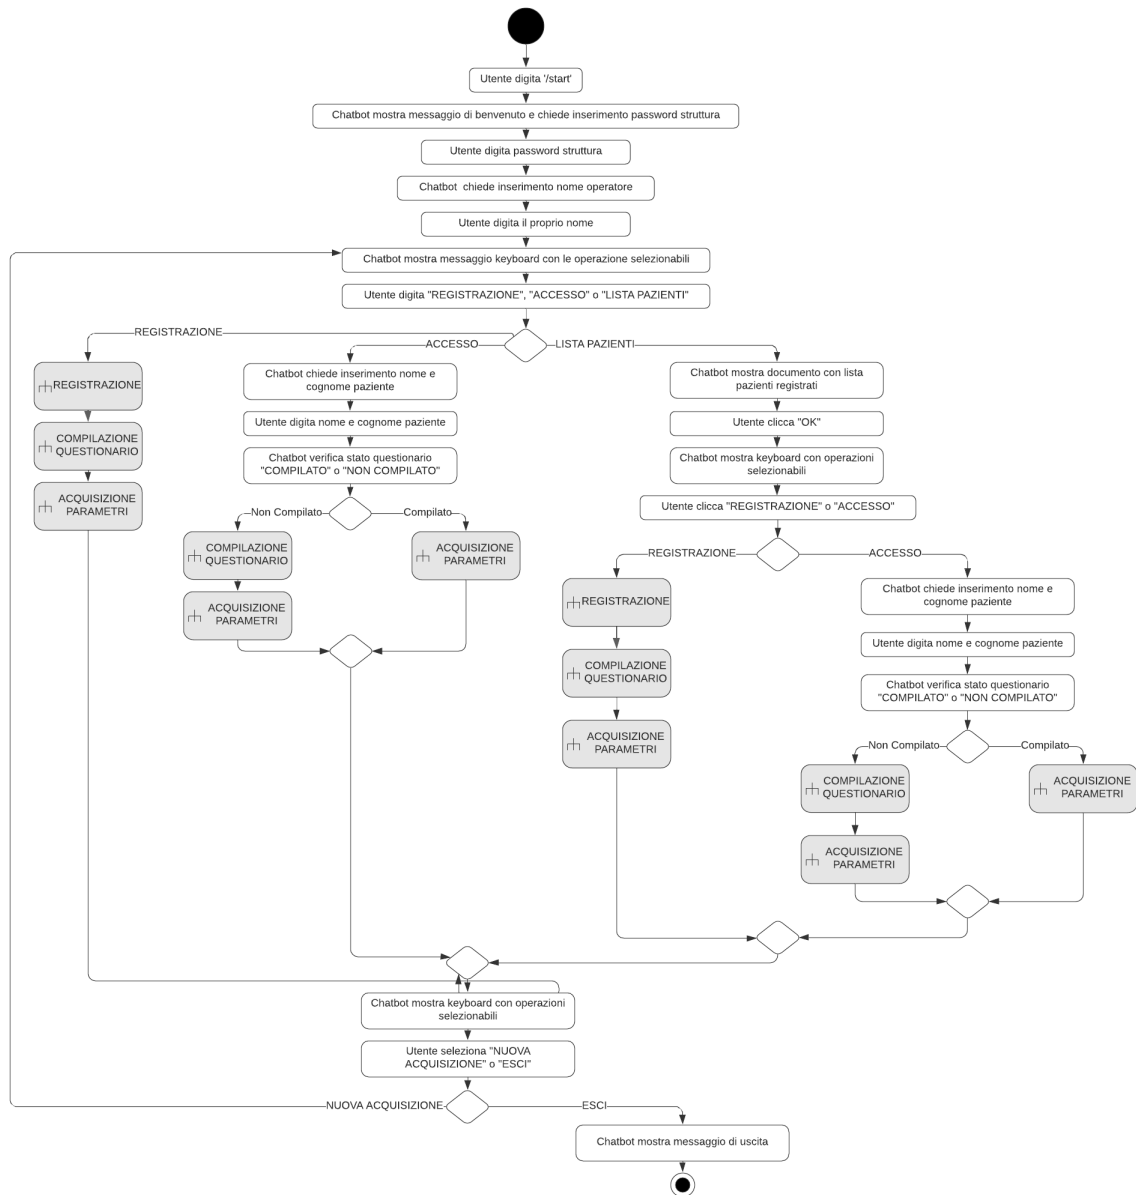 Utente digita '/start'
Chatbot mostra messaggio di benvenuto e chiede inserimento password struttura
Utente digita password struttura
Chatbot chiede inserimento nome operatore
Utente digita il proprio nome
Chatbot mostra messaggio keyboard con le operazione selezionabili
Utente digita "REGISTRAZIONE", "ACCESSO" o "LISTA PAZIENTI"
REGISTRAZIONE
ACCESSO
LISTA PAZIENTI
REGISTRAZIONE
COMPILAZIONE
QUESTIONARIO
ACQUISIZIONE
PARAMETRI
Chatbot chiede inserimento nome e
cognome paziente
Utente digita nome e cognome paziente
Chatbot verifica stato questionario
"COMPILATO" o "NON COMPILATO"
Non Compilato
Compilato
COMPILAZIONE
QUESTIONARIO
ACQUISIZIONE
PARAMETRI
ACQUISIZIONE
PARAMETRI
Chatbot mostra documento con lista
pazienti registrati
Utente clicca "OK"
Chatbot mostra keyboard con operazioni
selezionabili
Utente clicca "REGISTRAZIONE" o "ACCESSO"
REGISTRAZIONE
ACCESSO
REGISTRAZIONE
COMPILAZIONE
QUESTIONARIO
ACQUISIZIONE
PARAMETRI
Chatbot chiede inserimento nome e
cognome paziente
Utente digita nome e cognome paziente
Chatbot verifica stato questionario
"COMPILATO" o "NON COMPILATO"
Non Compilato
Compilato
COMPILAZIONE
QUESTIONARIO
ACQUISIZIONE
PARAMETRI
ACQUISIZIONE
PARAMETRI
Chatbot mostra keyboard con operazioni
selezionabili
Utente seleziona "NUOVA
ACQUISIZIONE" o "ESCI"
NUOVA ACQUISIZIONE
ESCI
Chatbot mostra messaggio di uscita